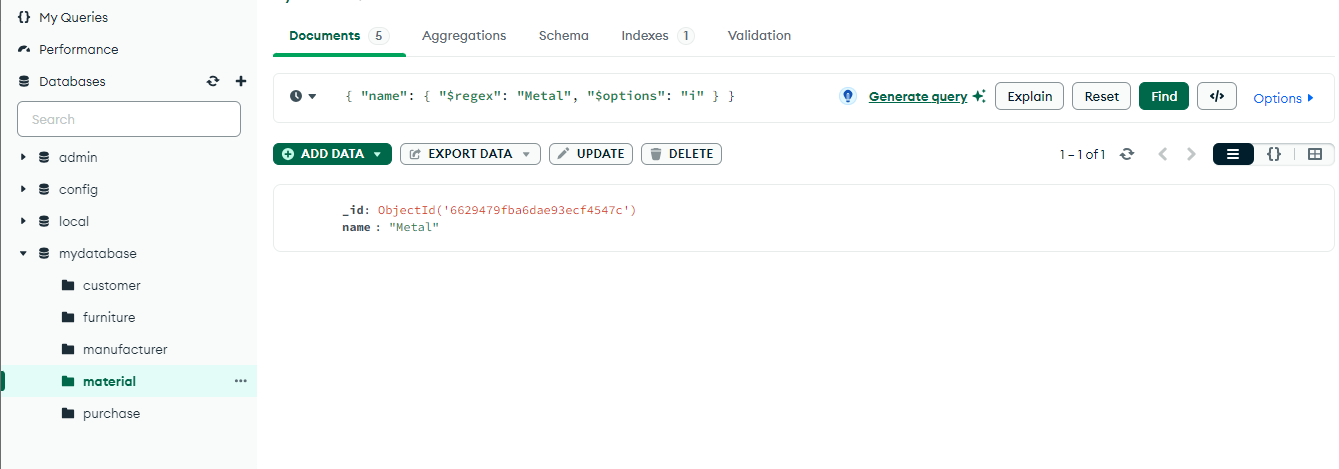 {} My Queries
Performance
Databases
Search
admin
config
local
mydatabase
customer
furniture
manufacturer
material
purchase
Documents 5 Aggregations Schema Indexes 1 Validation
{ "name": { "$regex": "Metal", "$options": "i" } } Generate query Explain Reset Find </> Options
ADD DATA EXPORT DATA UPDATE DELETE 1 – 1 of 1 {}
_id: ObjectId('6629479fba6dae93ecf4547c')
name : "Metal"